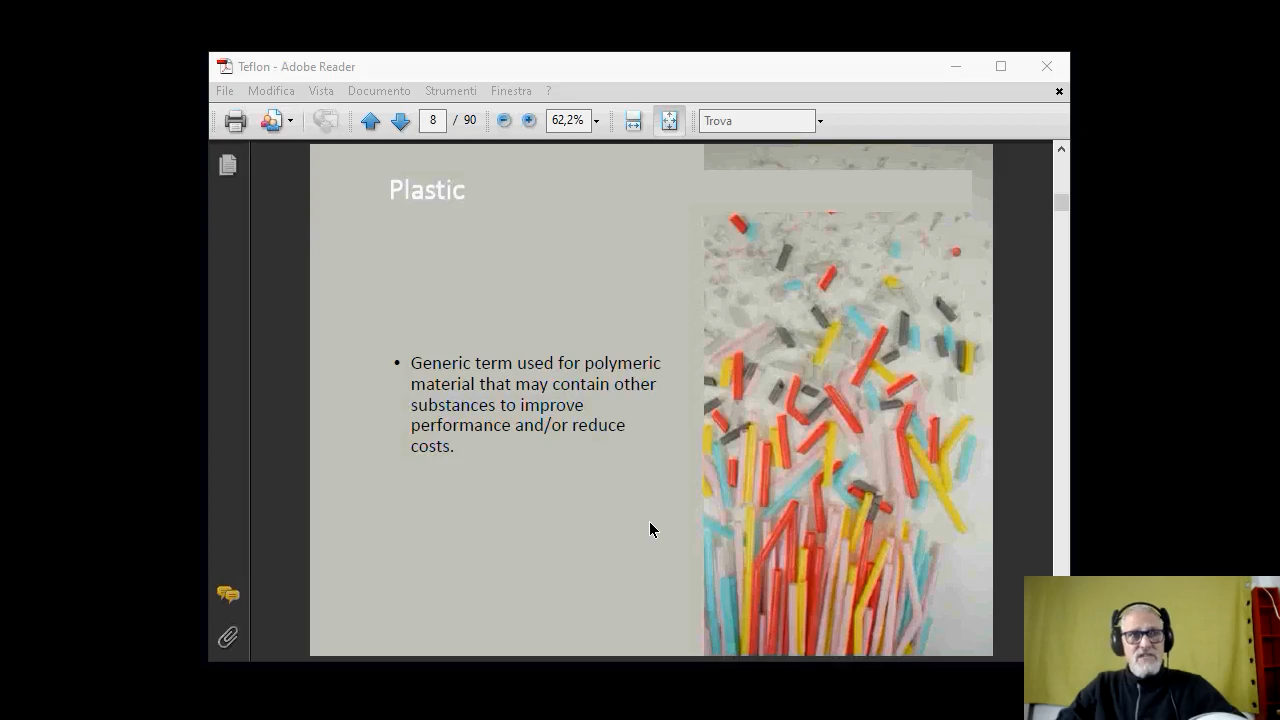 Teflon - Adobe Reader
File Modifica Vista Documento Strumenti Finestra ?
8 / 90 62,2% Trova
Plastic
• Generic term used for polymeric
material that may contain other
substances to improve
performance and/or reduce
costs.